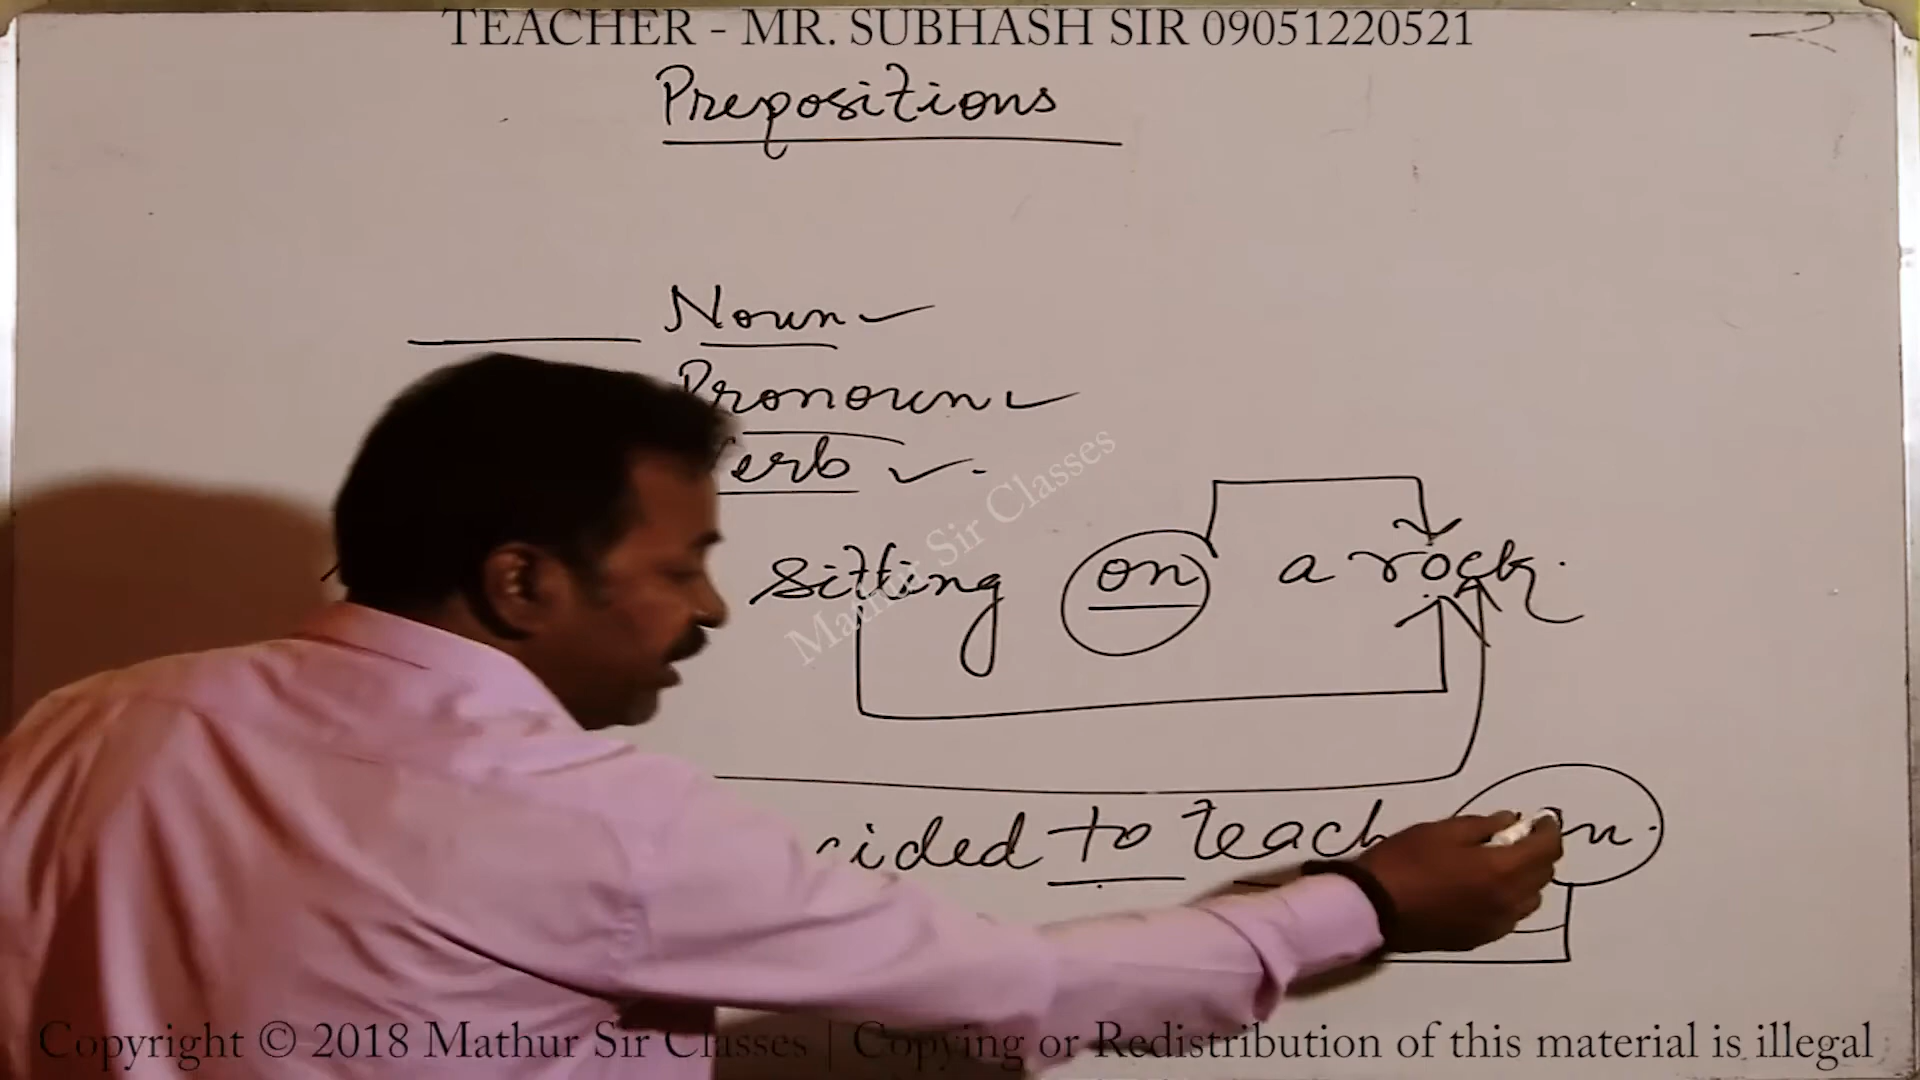 TEACHER - MR. SUBHASH SIR 09051220521
Prepositions
Noun
Pronoun
erb
Mathur Sir Classes
sitting on a rock.
cided to teach
Copyright © 2018 Mathur Sir Classes | Copying or Redistribution of this material is illegal